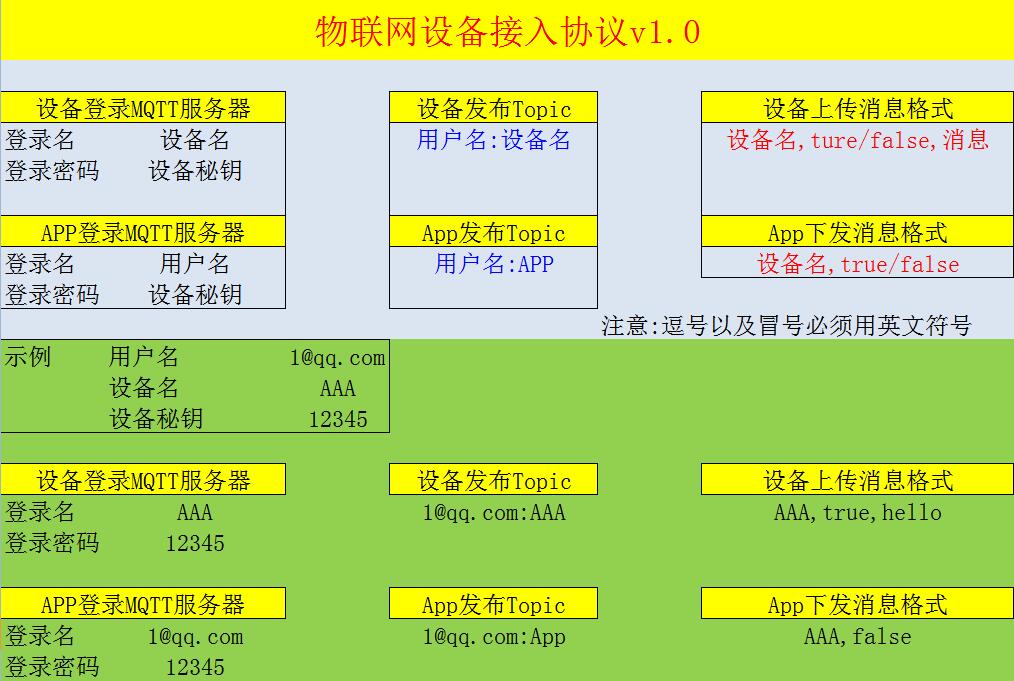 物联网设备接入协议v1.0
设备登录MQTT服务器 设备发布Topic 设备上传消息格式
登录名 设备名 用户名:设备名 设备名,ture/false,消息
登录密码 设备秘钥
APP登录MQTT服务器 App发布Topic App下发消息格式
登录名 用户名 用户名:APP 设备名,true/false
登录密码 设备秘钥
注意:逗号以及冒号必须用英文符号
示例 用户名 1@qq.com
设备名 AAA
设备秘钥 12345
设备登录MQTT服务器 设备发布Topic 设备上传消息格式
登录名 AAA 1@qq.com:AAA AAA,true,hello
登录密码 12345
APP登录MQTT服务器 App发布Topic App下发消息格式
登录名 1@qq.com 1@qq.com:App AAA,false
登录密码 12345